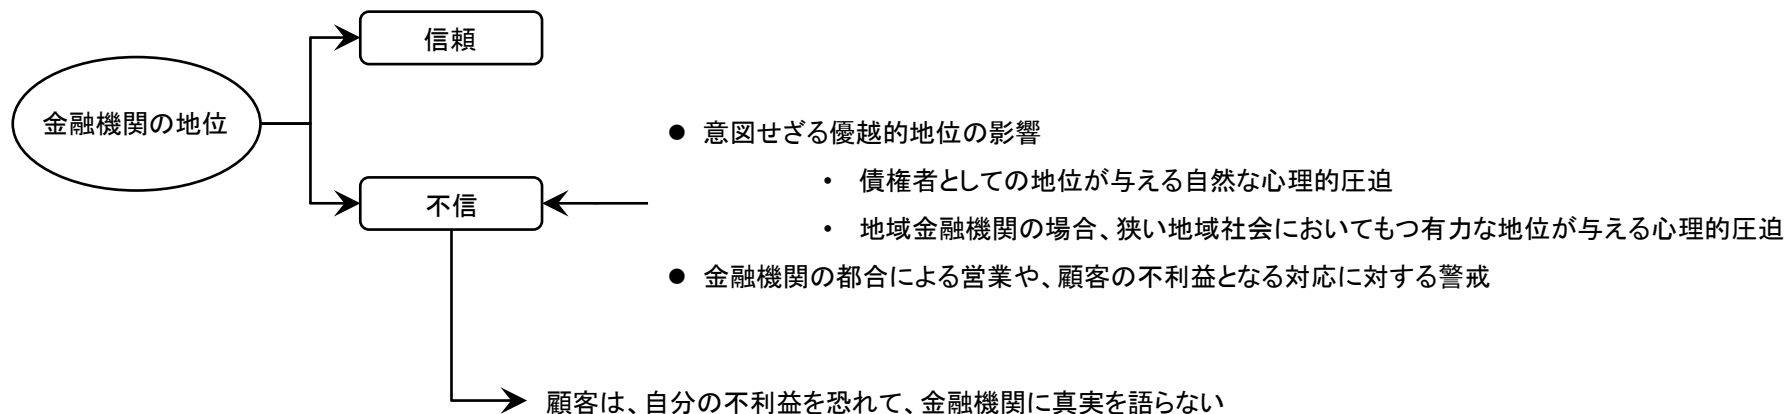 信頼
金融機関の地位
● 意図せざる優越的地位の影響
・ 債権者としての地位が与える自然な心理的圧迫
不信
・ 地域金融機関の場合、狭い地域社会においてもつ有力な地位が与える心理的圧迫
● 金融機関の都合による営業や、顧客の不利益となる対応に対する警戒
顧客は、自分の不利益を恐れて、金融機関に真実を語らない